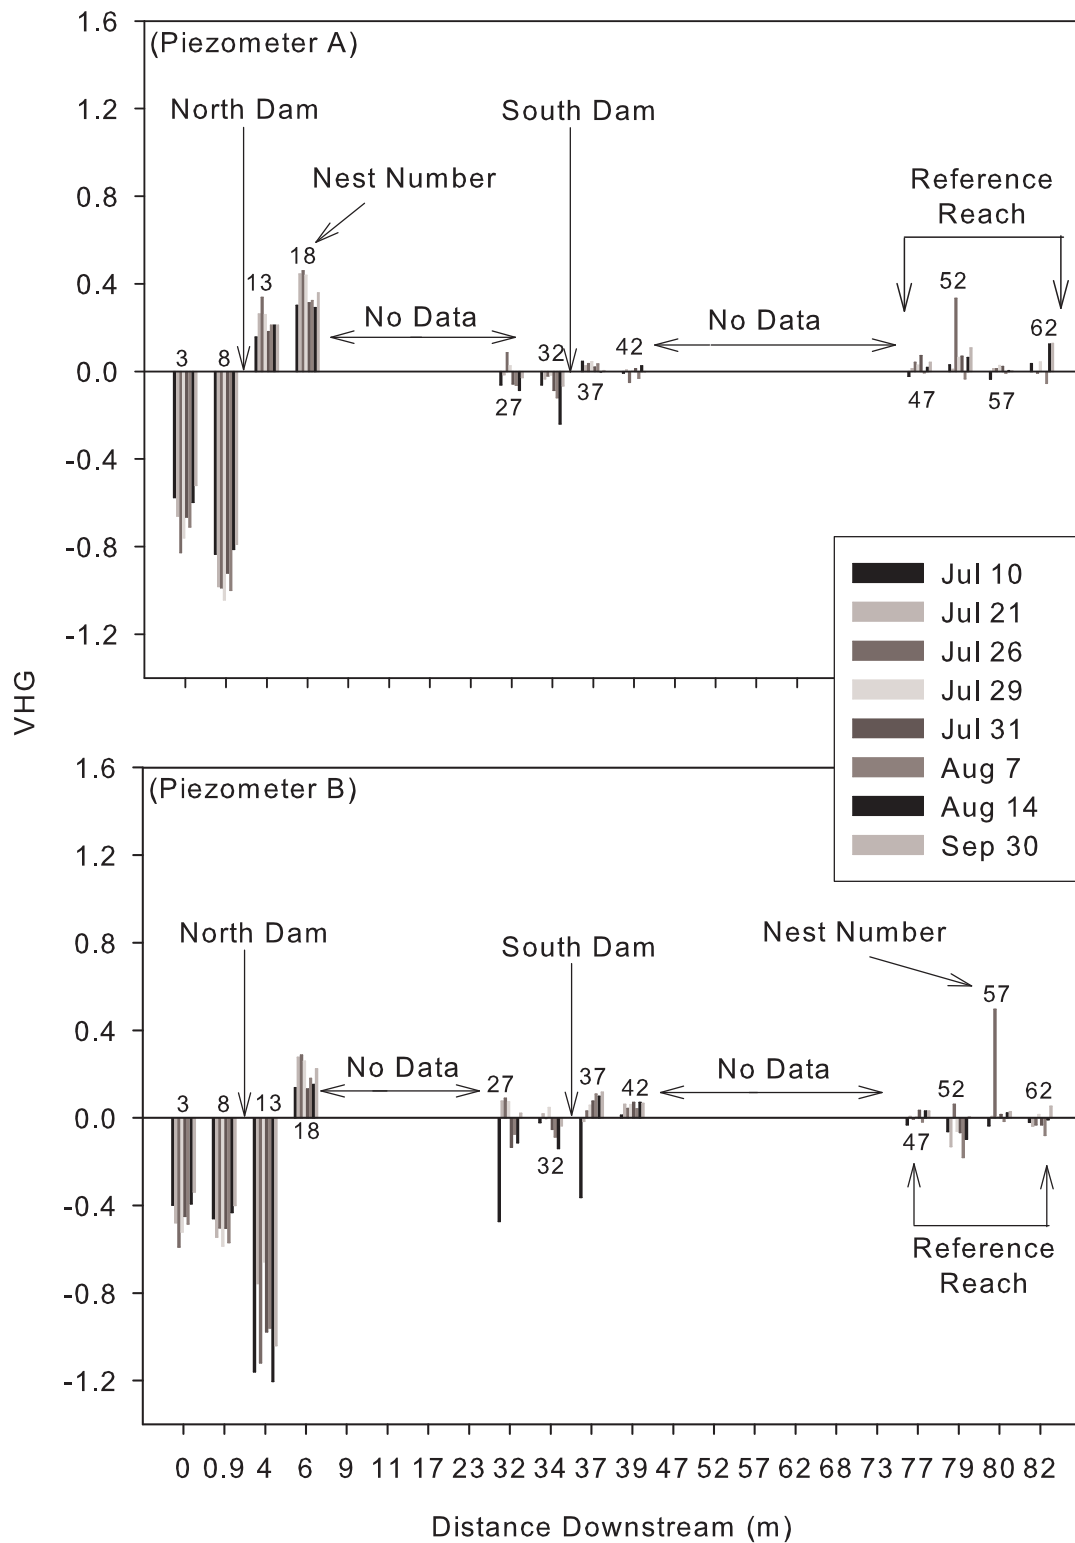 1.6
(Piezometer A)
1.2
North Dam
South Dam
0.8
Nest Number
Reference
Reach
18
0.4
13
52
No Data
No Data
32
42
62
3
8
0.0
27
37
47
57
-0.4
-0.8
-1.2
VHG
Jul 10
Jul 21
Jul 26
Jul 29
Jul 31
Aug 7
Aug 14
Sep 30
1.6
(Piezometer B)
1.2
0.8
North Dam
South Dam
Nest Number
57
0.4
No Data
No Data
27
37
42
52
62
3
8
13
0.0
18
32
47
-0.4
Reference
Reach
-0.8
-1.2
0 0.9 4 6 9 11 17 23 32 34 37 39 47 52 57 62 68 73 77 79 80 82
Distance Downstream (m)